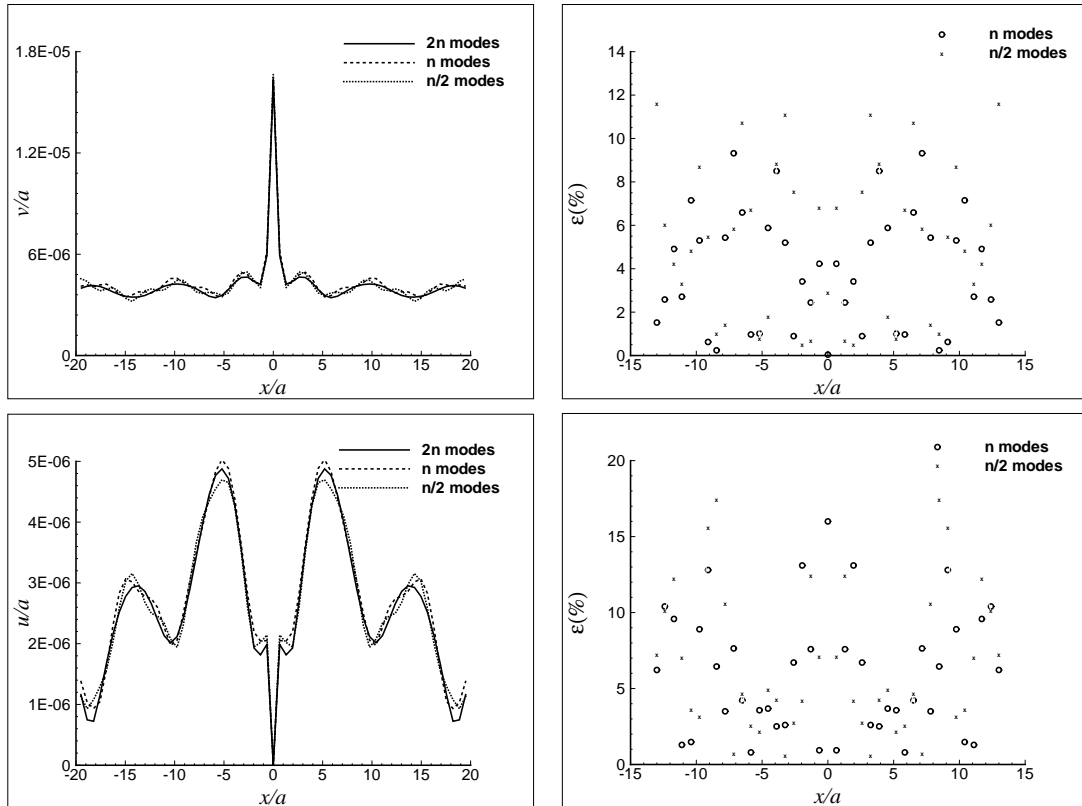 1.8E-05
1.2E-05
6E-06
0
v/a
-20 -15 -10 -5 0 5 10 15 20
x/a
2n modes
n modes
n/2 modes
14
12
10
8
6
4
2
0
ε(%)
-15 -10 -5 0 5 10 15
x/a
n modes
n/2 modes
5E-06
4E-06
3E-06
2E-06
1E-06
0
u/a
-20 -15 -10 -5 0 5 10 15 20
x/a
2n modes
n modes
n/2 modes
20
15
10
5
0
ε(%)
-15 -10 -5 0 5 10 15
x/a
n modes
n/2 modes